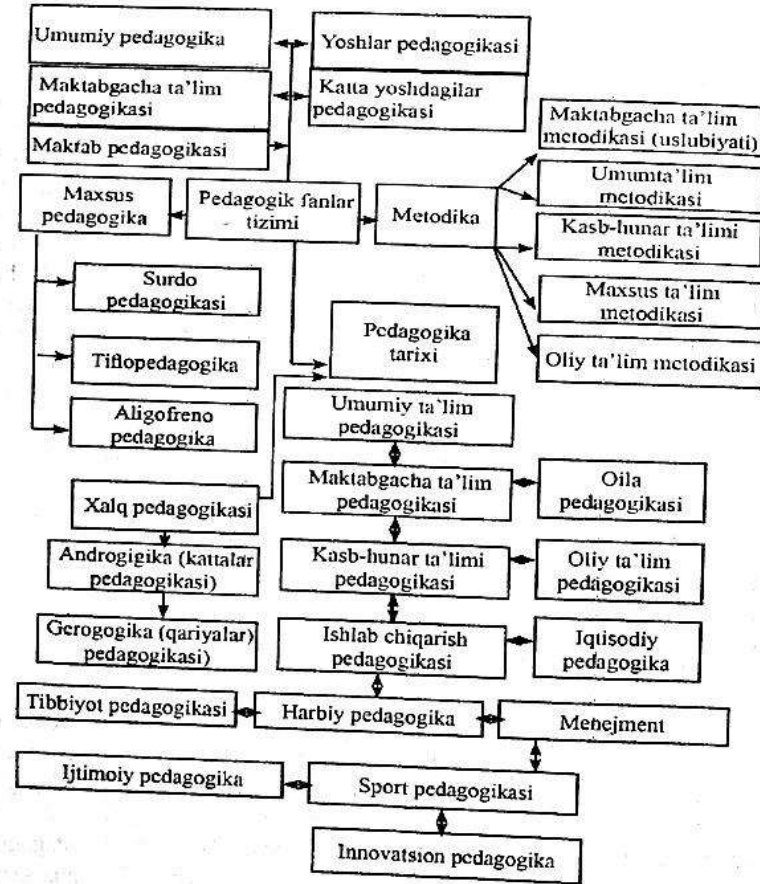 Umumiy pedagogika
Yoshlar pedagogikasi
Maktabgacha ta'lim
pedagogikasi
Katta yoshdagilar
pedagogikasi
Maktab pedagogikasi
Maxsus
pedagogika
Pedagogik fanlar
tizimi
Metodika
Maktabgacha ta'lim
metodikasi (uslubiyati)
Umumta'lim
metodikasi
Kasb-hunar ta'limi
metodikasi
Maxsus ta'lim
metodikasi
Oliy ta'lim metodikasi
Surdo
pedagogikasi
Tiflopedagogika
Aligofreno
pedagogika
Pedagogika
tarixi
Umumiy ta'lim
pedagogikasi
Maktabgacha ta'lim
pedagogikasi
Oila
pedagogikasi
Xalq pedagogikasi
Androgigika (kattalar
pedagogikasi)
Gerogogika (qariyalar)
pedagogikasi)
Kasb-hunar ta'limi
pedagogikasi
Oliy ta'lim
pedagogikasi
Ishlab chiqarish
pedagogikasi
Iqtisodiy
pedagogika
Tibbiyot pedagogikasi
Harbiy pedagogika
Menejment
Ijtimoiy pedagogika
Sport pedagogikasi
Innovatsion pedagogika